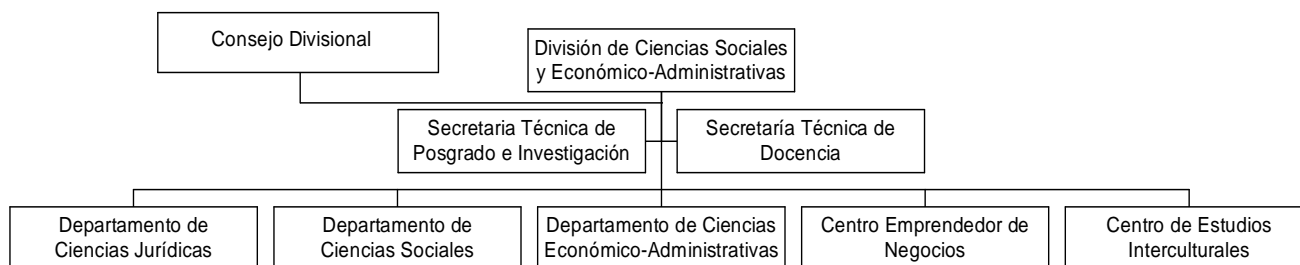 Consejo Divisional
División de Ciencias Sociales
y Económico-Administrativas
Secretaria Técnica de
Posgrado e Investigación
Secretaría Técnica de
Docencia
Departamento de
Ciencias Jurídicas
Departamento de
Ciencias Sociales
Departamento de Ciencias
Económico-Administrativas
Centro Emprendedor de
Negocios
Centro de Estudios
Interculturales